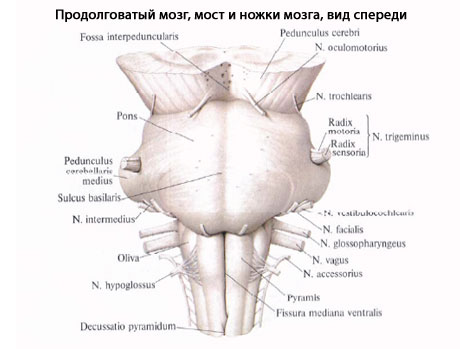 Продолговатый мозг, мост и ножки мозга, вид спереди
Fossa interpeduncularis
Pedunculus cerebri
N. oculomotorius
N. trochlearis
Pons
Radix
motoria
Radix
sensoria
N. trigeminus
Pedunculus
cerebellaris
medius
Sulcus basilaris
N. intermedius
N. vestibulocochlearis
N. facialis
N. glossopharyngeus
Oliva
N. vagus
N. accessorius
N. hypoglossus
Pyramis
Fissura mediana ventralis
Decussatio pyramidum